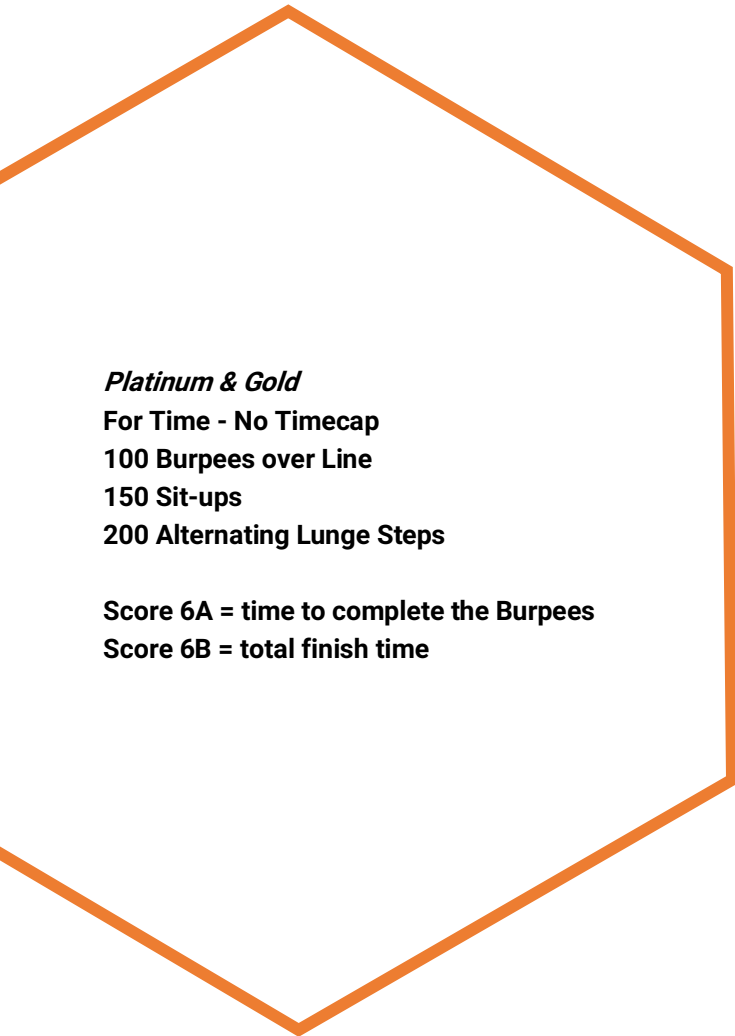 Platinum & Gold
For Time - No Timecap
100 Burpees over Line
150 Sit-ups
200 Alternating Lunge Steps
Score 6A = time to complete the Burpees
Score 6B = total finish time